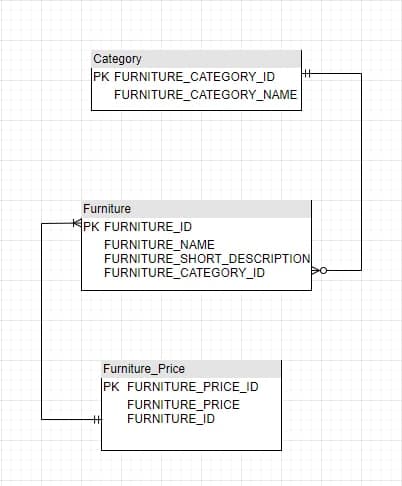 Category
PK FURNITURE_CATEGORY_ID
FURNITURE_CATEGORY_NAME
Furniture
PK FURNITURE_ID
FURNITURE_NAME
FURNITURE_SHORT_DESCRIPTION
FURNITURE_CATEGORY_ID
Furniture_Price
PK FURNITURE_PRICE_ID
FURNITURE_PRICE
FURNITURE_ID